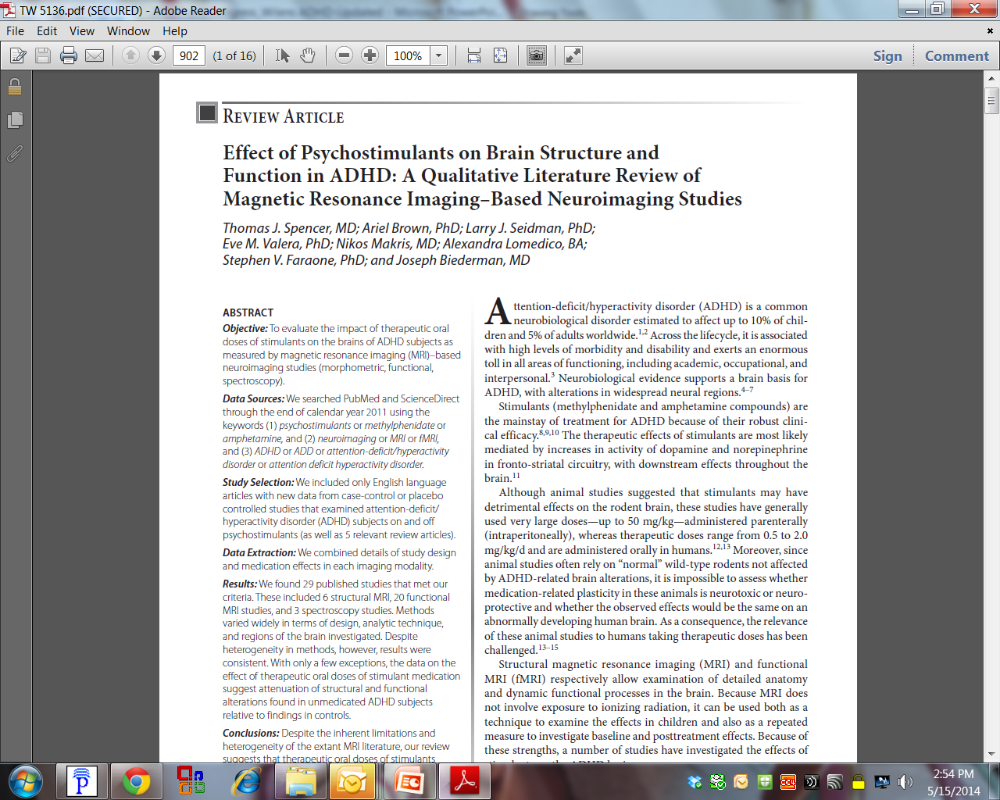 TW 5136.pdf (SECURED) - Adobe Reader
File Edit View Window Help
902 (1 of 16) 100% Sign Comment
REVIEW ARTICLE
Effect of Psychostimulants on Brain Structure and
Function in ADHD: A Qualitative Literature Review of
Magnetic Resonance Imaging–Based Neuroimaging Studies
Thomas J. Spencer, MD; Ariel Brown, PhD; Larry J. Seidman, PhD;
Eve M. Valera, PhD; Nikos Makris, MD; Alexandra Lomedico, BA;
Stephen V. Faraone, PhD; and Joseph Biederman, MD
ABSTRACT
Objective: To evaluate the impact of therapeutic oral
doses of stimulants on the brains of ADHD subjects as
measured by magnetic resonance imaging (MRI)–based
neuroimaging studies (morphometric, functional,
spectroscopy).
Data Sources: We searched PubMed and ScienceDirect
through the end of calendar year 2011 using the
keywords (1) psychostimulants or methylphenidate or
amphetamine, and (2) neuroimaging or MRI or fMRI,
and (3) ADHD or ADD or attention-deficit/hyperactivity
disorder or attention deficit hyperactivity disorder.
Study Selection: We included only English language
articles with new data from case-control or placebo
controlled studies that examined attention-deficit/
hyperactivity disorder (ADHD) subjects on and off
psychostimulants (as well as 5 relevant review articles).
Data Extraction: We combined details of study design
and medication effects in each imaging modality.
Results: We found 29 published studies that met our
criteria. These included 6 structural MRI, 20 functional
MRI studies, and 3 spectroscopy studies. Methods
varied widely in terms of design, analytic technique,
and regions of the brain investigated. Despite
heterogeneity in methods, however, results were
consistent. With only a few exceptions, the data on the
effect of therapeutic oral doses of stimulant medication
suggest attenuation of structural and functional
alterations found in unmedicated ADHD subjects
relative to findings in controls.
Conclusions: Despite the inherent limitations and
heterogeneity of the extant MRI literature, our review
suggests that therapeutic oral doses of stimulants
Attention-deficit/hyperactivity disorder (ADHD) is a common
neurobiological disorder estimated to affect up to 10% of chil-
dren and 5% of adults worldwide.1,2 Across the lifecycle, it is associated
with high levels of morbidity and disability and exerts an enormous
toll in all areas of functioning, including academic, occupational, and
interpersonal.3 Neurobiological evidence supports a brain basis for
ADHD, with alterations in widespread neural regions.4–7
Stimulants (methylphenidate and amphetamine compounds) are
the mainstay of treatment for ADHD because of their robust clini-
cal efficacy.8,9,10 The therapeutic effects of stimulants are most likely
mediated by increases in activity of dopamine and norepinephrine
in fronto-striatal circuitry, with downstream effects throughout the
brain.11
Although animal studies suggested that stimulants may have
detrimental effects on the rodent brain, these studies have generally
used very large doses—up to 50 mg/kg—administered parenterally
(intraperitoneally), whereas therapeutic doses range from 0.5 to 2.0
mg/kg/d and are administered orally in humans.12,13 Moreover, since
animal studies often rely on “normal” wild-type rodents not affected
by ADHD-related brain alterations, it is impossible to assess whether
medication-related plasticity in these animals is neurotoxic or neuro-
protective and whether the observed effects would be the same on an
abnormally developing human brain. As a consequence, the relevance
of these animal studies to humans taking therapeutic doses has been
challenged.13–15
Structural magnetic resonance imaging (MRI) and functional
MRI (fMRI) respectively allow examination of detailed anatomy
and dynamic functional processes in the brain. Because MRI does
not involve exposure to ionizing radiation, it can be used both as a
technique to examine the effects in children and also as a repeated
measure to investigate baseline and posttreatment effects. Because of
these strengths, a number of studies have investigated the effects of
2:54 PM
5/15/2014